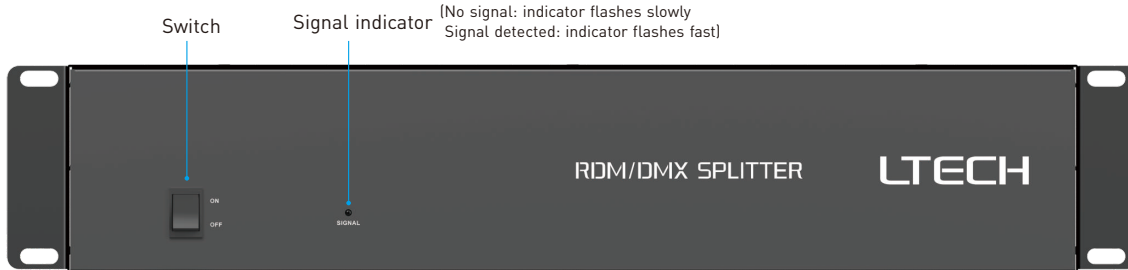 Switch
Signal indicator (No signal: indicator flashes slowly
Signal detected: indicator flashes fast)
RDM/DMX SPLITTER
LTECH
ON
OFF
SIGNAL